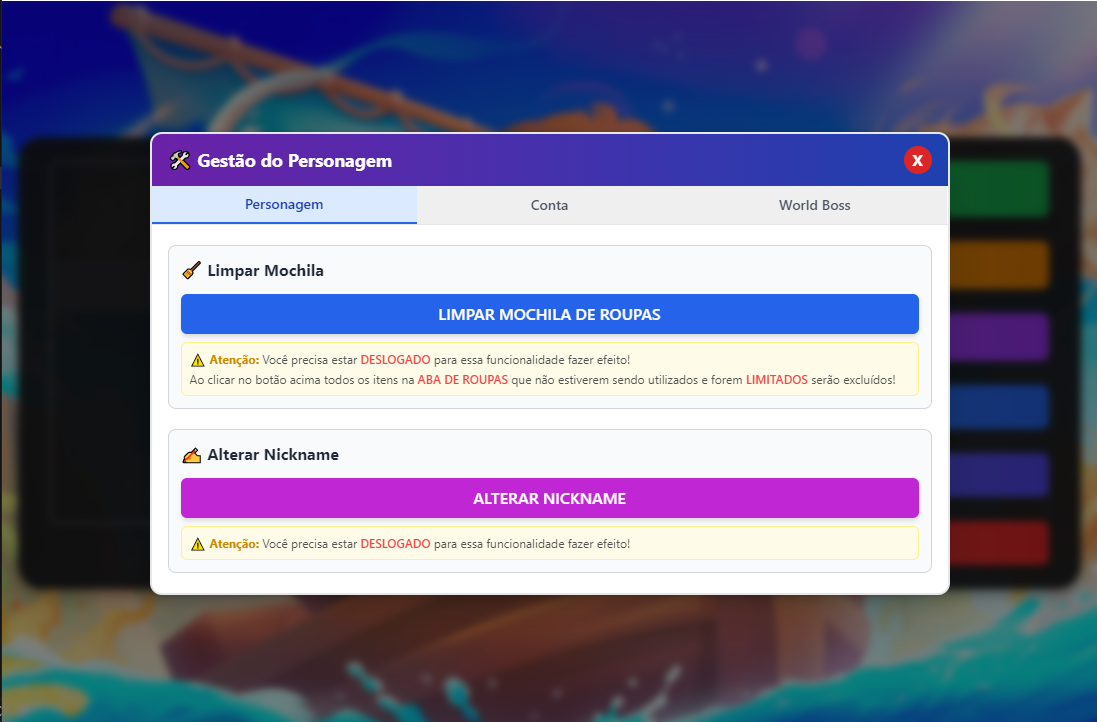 🛠 Gestão do Personagem
X
Personagem
Conta
World Boss
Limpar Mochila
LIMPAR MOCHILA DE ROUPAS
⚠ Atenção: Você precisa estar DESLOGADO para essa funcionalidade fazer efeito!
Ao clicar no botão acima todos os itens na ABA DE ROUPAS que não estiverem sendo utilizados e forem LIMITADOS serão excluídos!
Alterar Nickname
ALTERAR NICKNAME
⚠ Atenção: Você precisa estar DESLOGADO para essa funcionalidade fazer efeito!